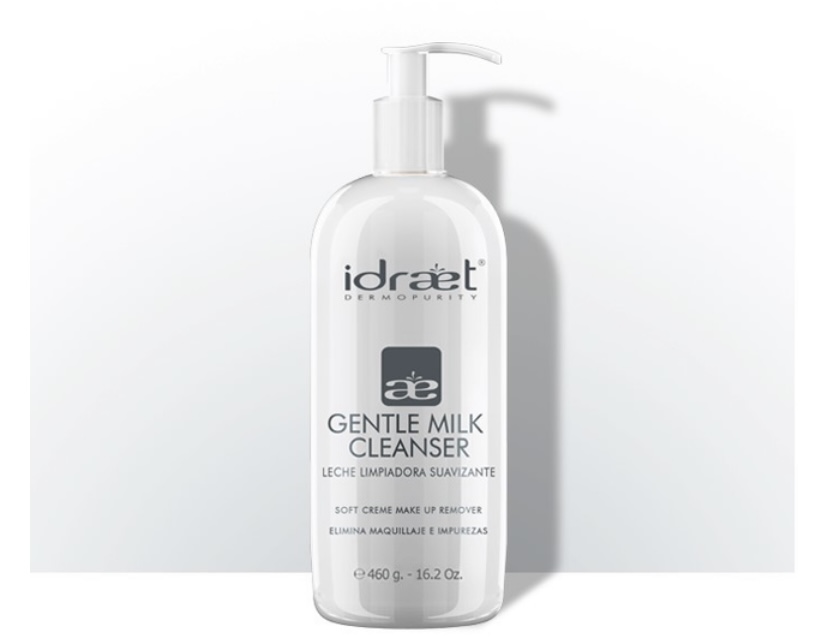 idraet®
DERMOPURITY
ae
GENTLE MILK
CLEANSER
LECHE LIMPIADORA SUAVIZANTE
SOFT CREME MAKE UP REMOVER
ELIMINA MAQUILLAJE E IMPUREZAS
℮ 460 g. - 16.2 Oz.